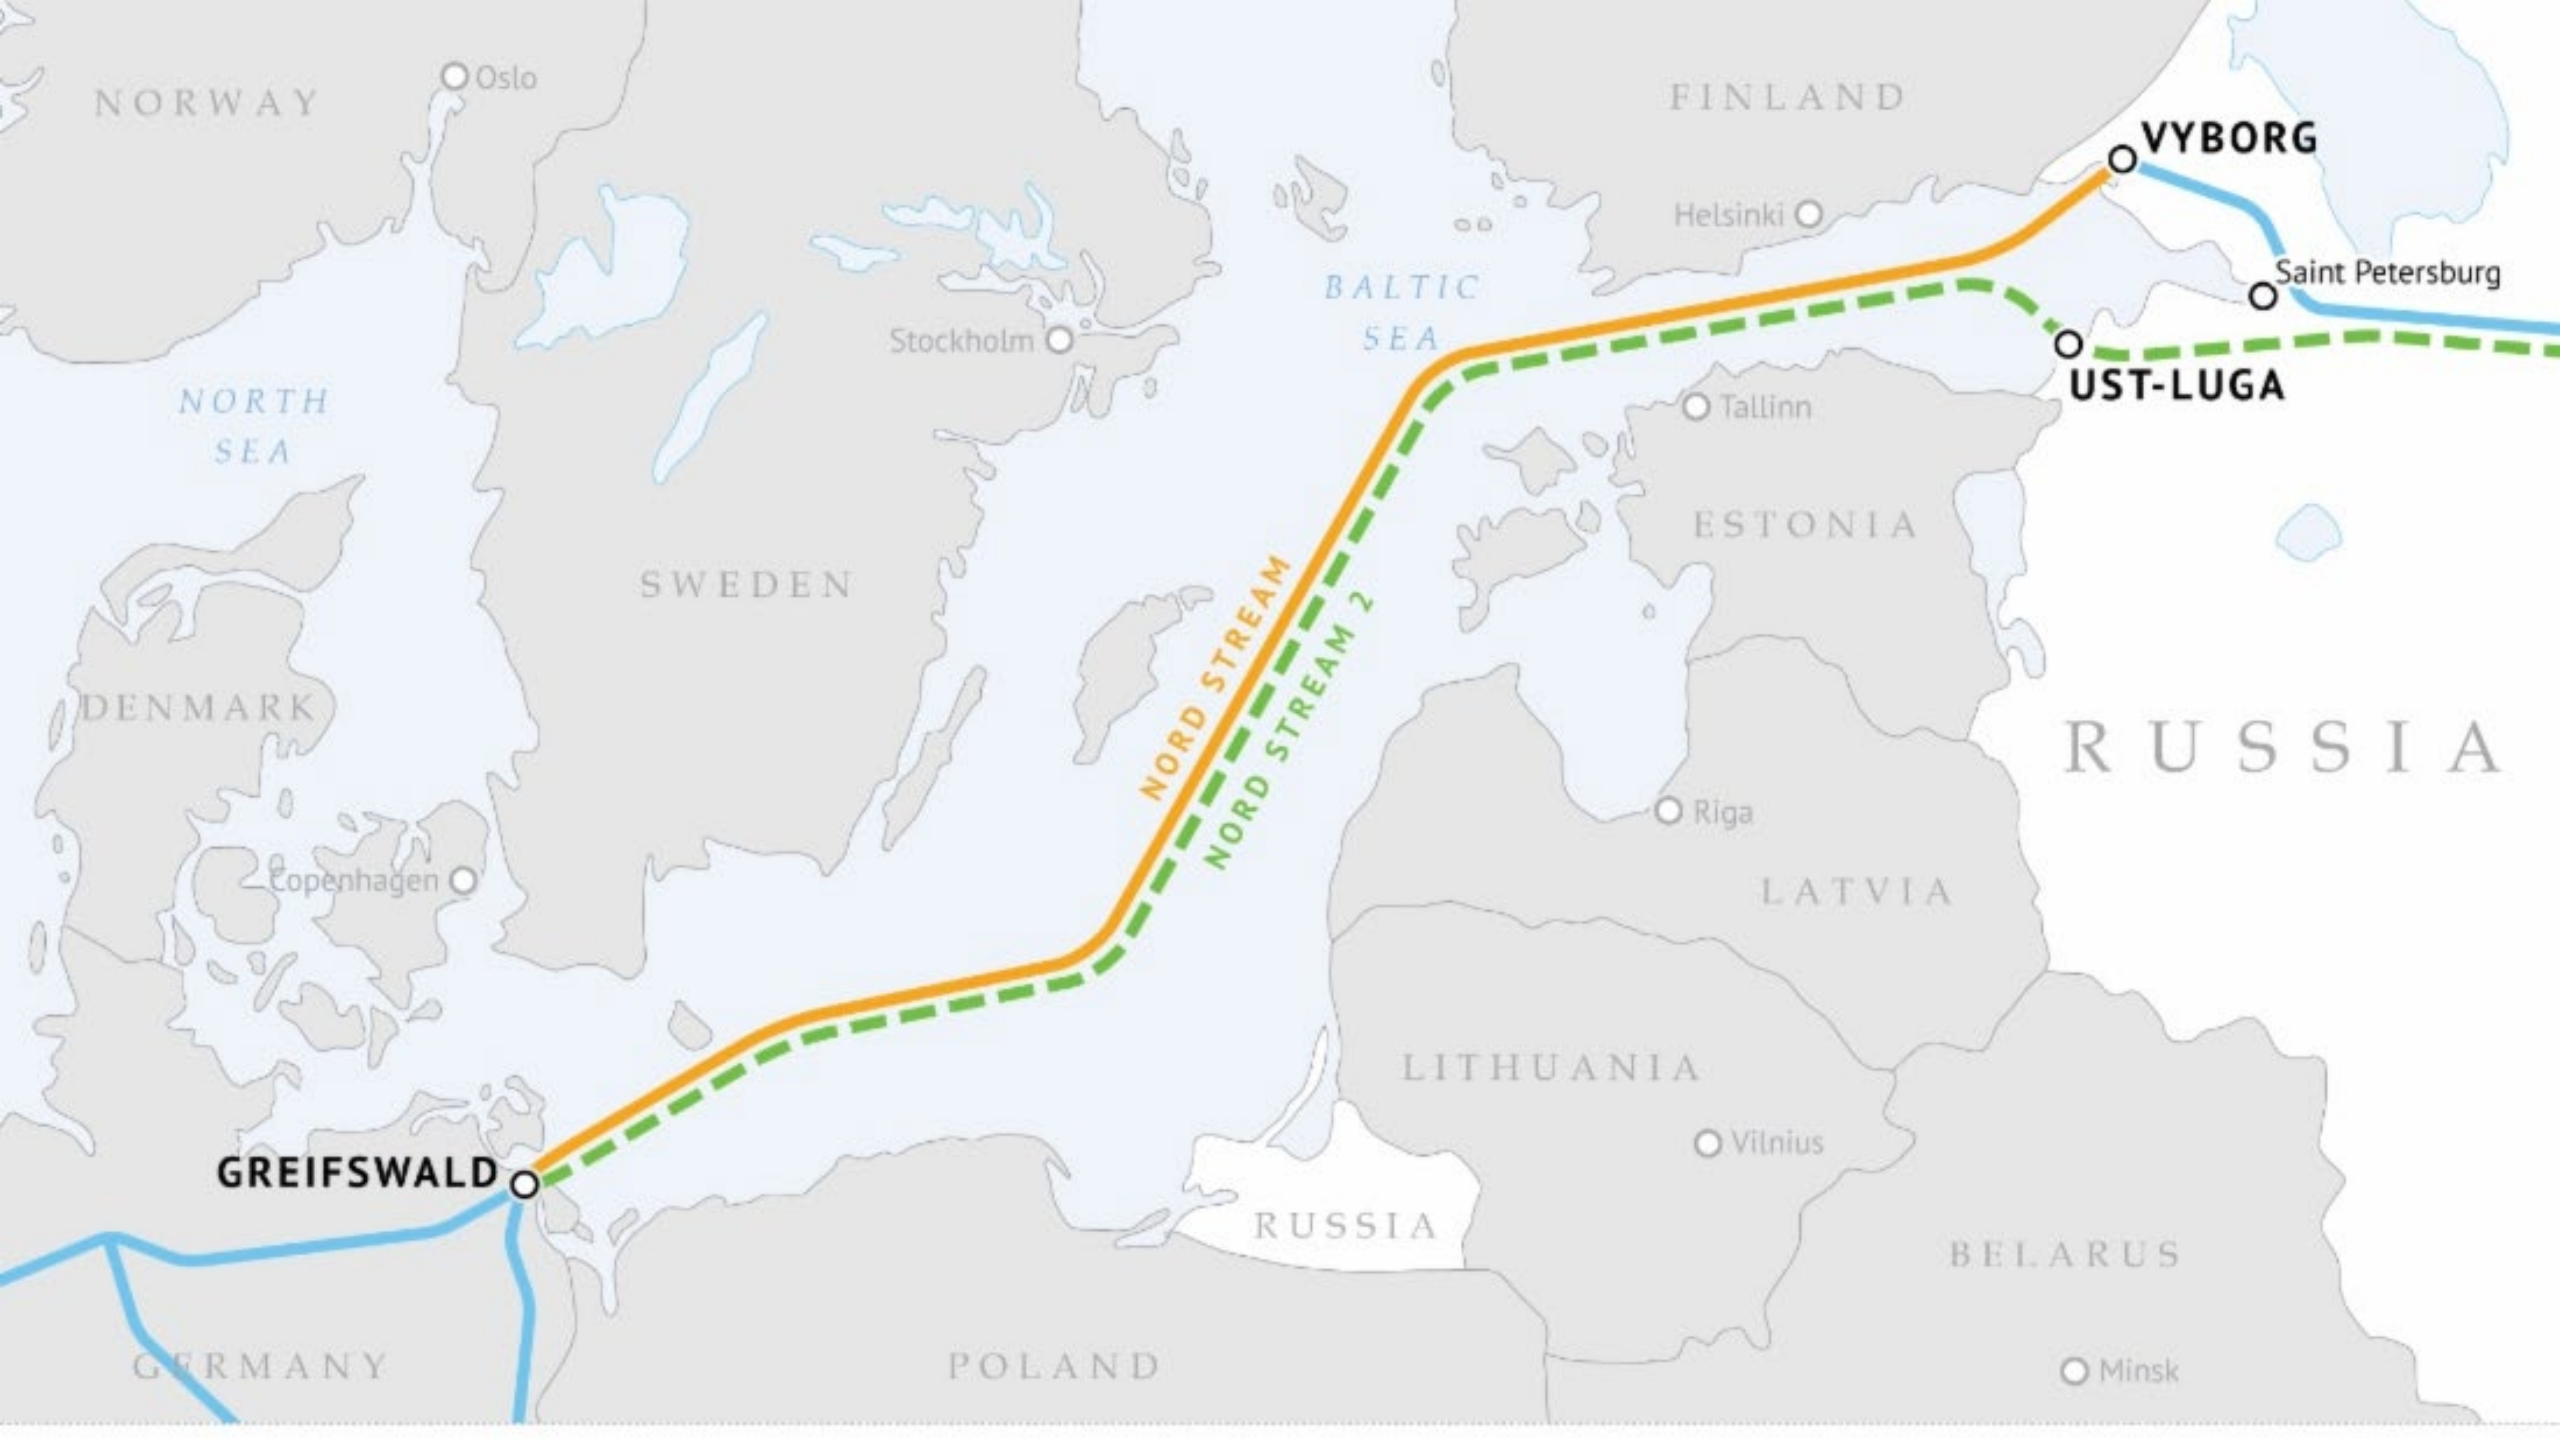 NORWAY
Oslo
FINLAND
VYBORG
Helsinki
Saint Petersburg
BALTIC
SEA
Stockholm
UST-LUGA
NORTH
SEA
Tallinn
ESTONIA
SWEDEN
NORD STREAM
NORD STREAM 2
DENMARK
RUSSIA
Riga
Copenhagen
LATVIA
LITHUANIA
Vilnius
GREIFSWALD
RUSSIA
BELARUS
GERMANY
POLAND
Minsk